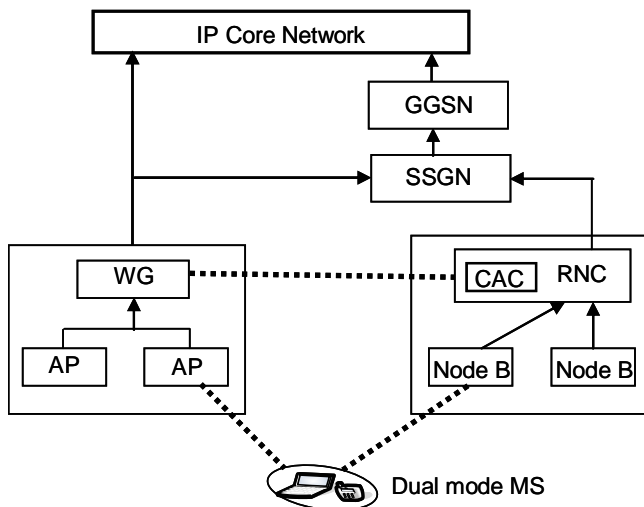 IP Core Network
GGSN
SSGN
WG
CAC
RNC
AP
AP
Node B
Node B
Dual mode MS